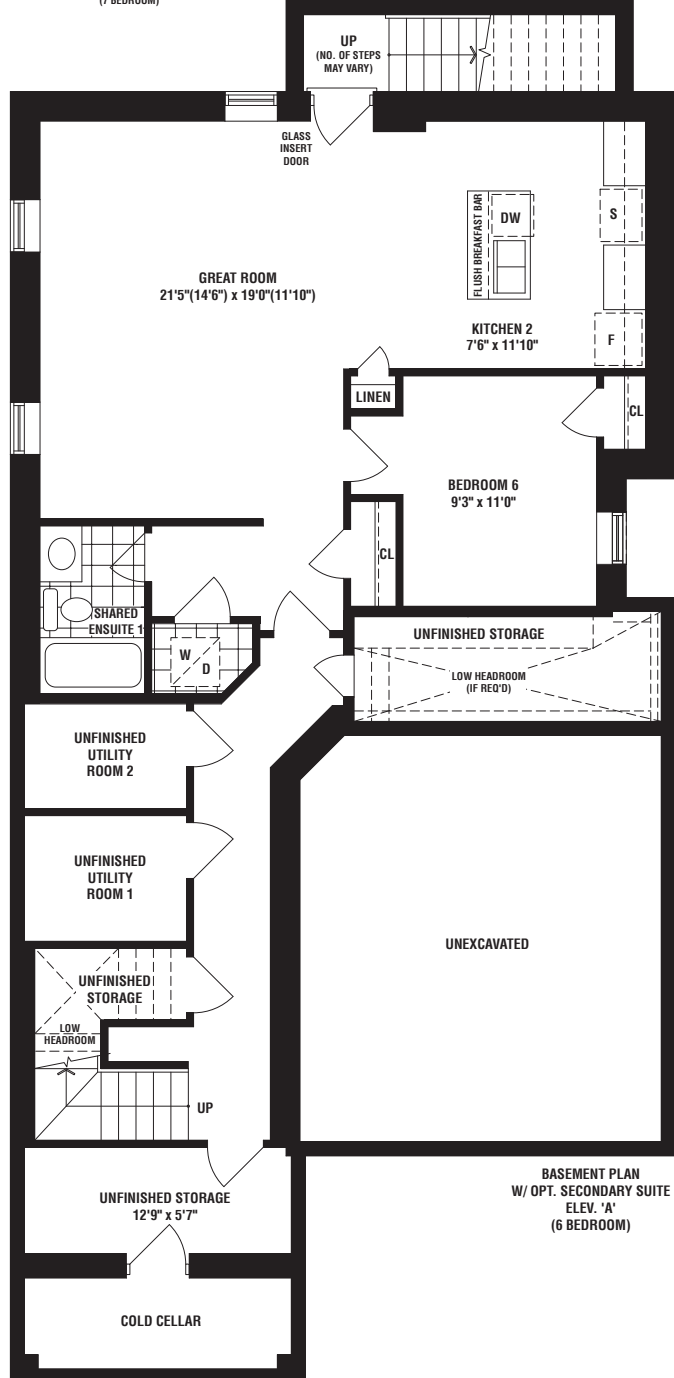 (7 BEDROOM)
UP
(NO. OF STEPS
MAY VARY)
GLASS
INSERT
DOOR
FLUSH BREAKFAST BAR
DW
S
GREAT ROOM
21'5"(14'6") x 19'0"(11'10")
KITCHEN 2
7'6" x 11'10"
F
LINEN
CL
BEDROOM 6
9'3" x 11'0"
CL
SHARED
ENSUITE 1
W
D
UNFINISHED STORAGE
LOW HEADROOM
(IF REQ'D)
UNFINISHED
UTILITY
ROOM 2
UNFINISHED
UTILITY
ROOM 1
UNEXCAVATED
UNFINISHED
STORAGE
LOW
HEADROOM
UP
UNFINISHED STORAGE
12'9" x 5'7"
BASEMENT PLAN
W/ OPT. SECONDARY SUITE
ELEV. 'A'
(6 BEDROOM)
COLD CELLAR